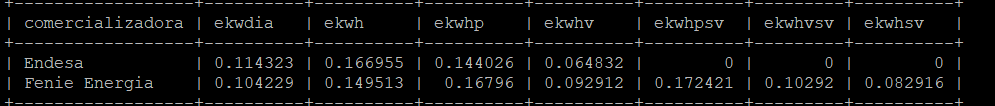 +------------------+----------+----------+----------+----------+----------+---------+----------+
| comercializadora | ekwdia | ekwh | ekwhp | ekwhv | ekwhpsv | ekwhvsv | ekwhsv |
+------------------+----------+----------+----------+----------+----------+---------+----------+
| Endesa | 0.114323 | 0.166955 | 0.144026 | 0.064832 | 0 | 0 | 0 |
| Fenie Energia | 0.104229 | 0.149513 | 0.16796 | 0.092912 | 0.172421 | 0.10292 | 0.082916 |
+------------------+----------+----------+----------+----------+----------+---------+----------+